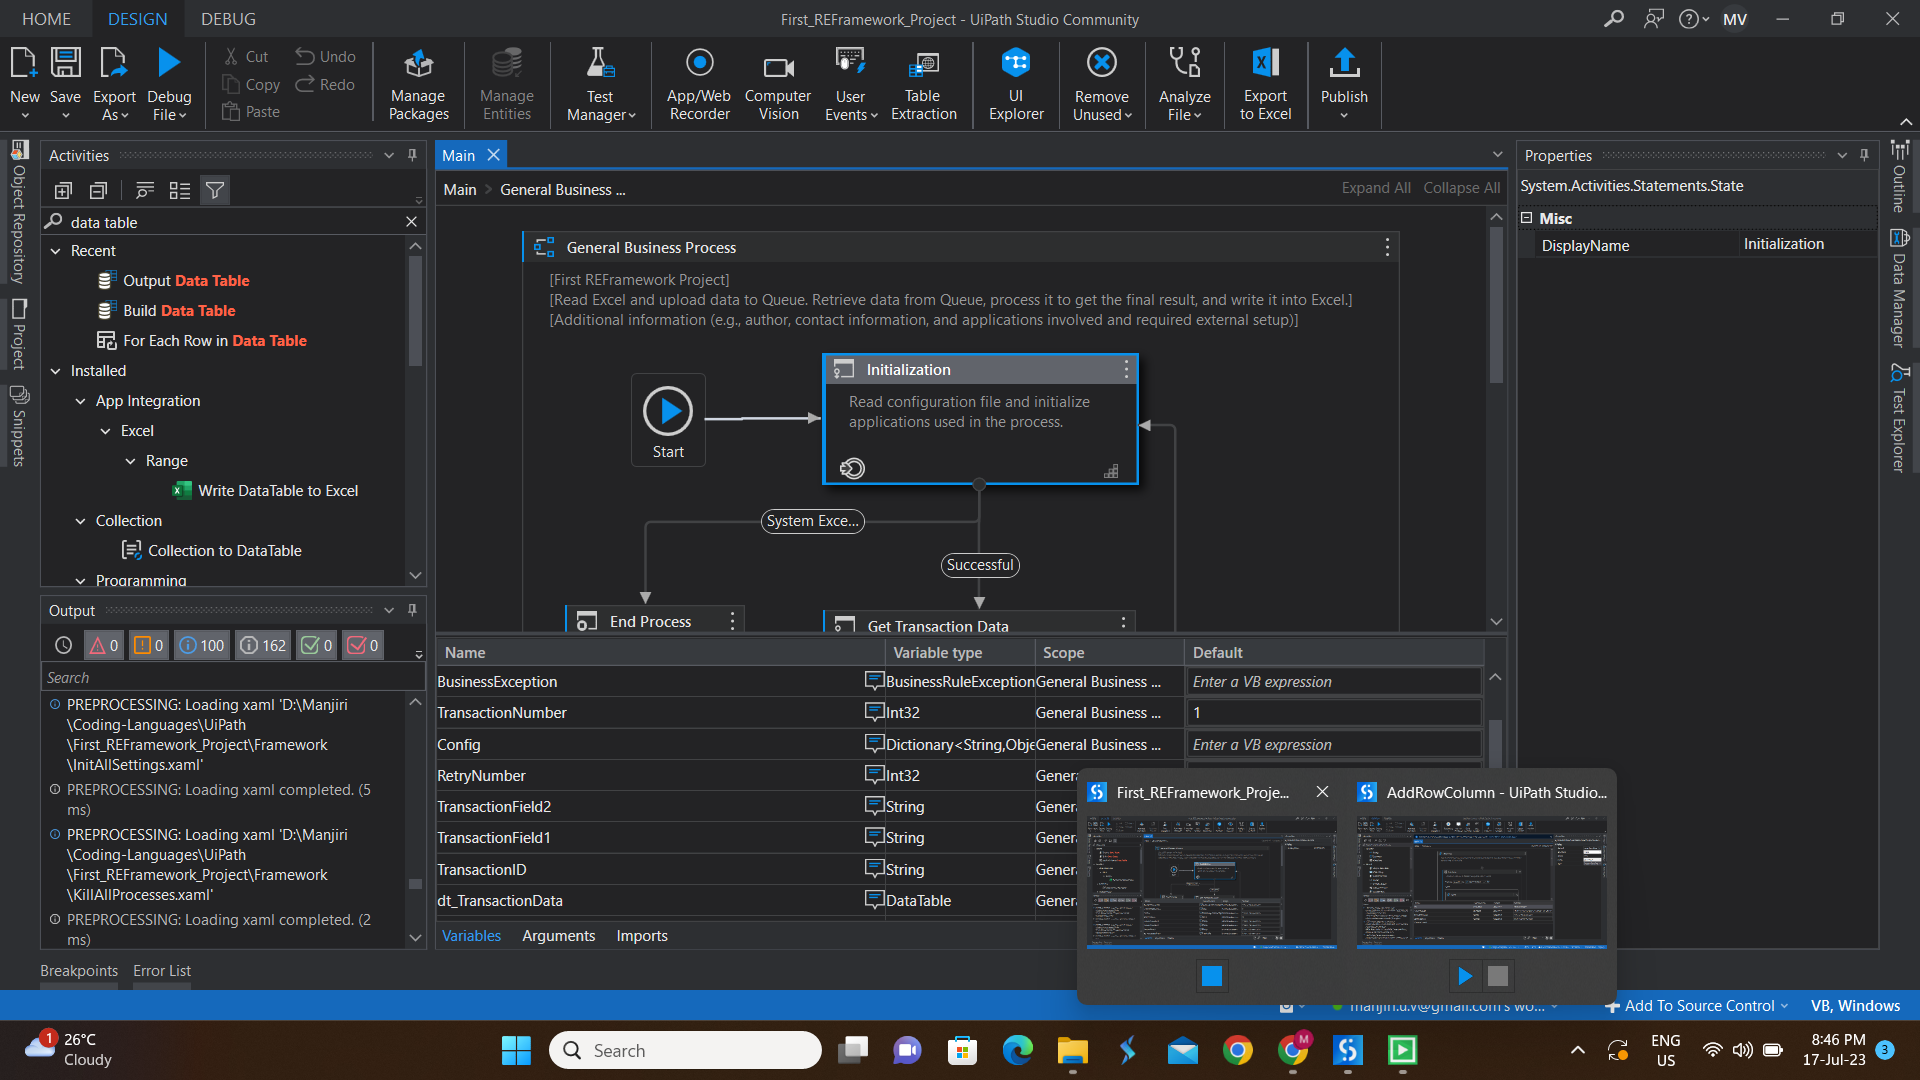 HOME DESIGN DEBUG
First_REFramework_Project - UiPath Studio Community
MV
New Save Export As Debug File
Cut Copy Paste Undo Redo
Manage Packages
Manage Entities
Test Manager
App/Web Recorder
Computer Vision
User Events
Table Extraction
UI Explorer
Remove Unused
Analyze File
Export to Excel
Publish
Object Repository
Project
Snippets
Activities
data table
Recent
Output Data Table
Build Data Table
For Each Row in Data Table
Installed
App Integration
Excel
Range
Write DataTable to Excel
Collection
Collection to DataTable
Programming
Output
0 0 100 162 0 0
Search
PREPROCESSING: Loading xaml 'D:\Manjiri
\Coding-Languages\UiPath
\First_REFramework_Project\Framework
\InitAllSettings.xaml'
PREPROCESSING: Loading xaml completed. (5
ms)
PREPROCESSING: Loading xaml 'D:\Manjiri
\Coding-Languages\UiPath
\First_REFramework_Project\Framework
\KillAllProcesses.xaml'
PREPROCESSING: Loading xaml completed. (2
ms)
Breakpoints Error List
Main
Main General Business ...
Expand All Collapse All
General Business Process
[First REFramework Project]
[Read Excel and upload data to Queue. Retrieve data from Queue, process it to get the final result, and write it into Excel.]
[Additional information (e.g., author, contact information, and applications involved and required external setup)]
Start
Initialization
Read configuration file and initialize
applications used in the process.
System Exce...
Successful
End Process
Get Transaction Data
Name Variable type Scope Default
BusinessException BusinessRuleException General Business ... Enter a VB expression
TransactionNumber Int32 General Business ... 1
Config Dictionary<String,Obje General Business ... Enter a VB expression
RetryNumber Int32 Genera
TransactionField2 String Genera
TransactionField1 String Genera
TransactionID String Genera
dt_TransactionData DataTable Genera
Variables Arguments Imports
Properties
System.Activities.Statements.State
Misc
DisplayName Initialization
Outline
Data Manager
Test Explorer
First_REFramework_Proje...
AddRowColumn - UiPath Studio...
manjiri.u.v@gmail.com's wo...
Add To Source Control
VB, Windows
1
26°C
Cloudy
Search
M
ENG
US
8:46 PM
17-Jul-23
3